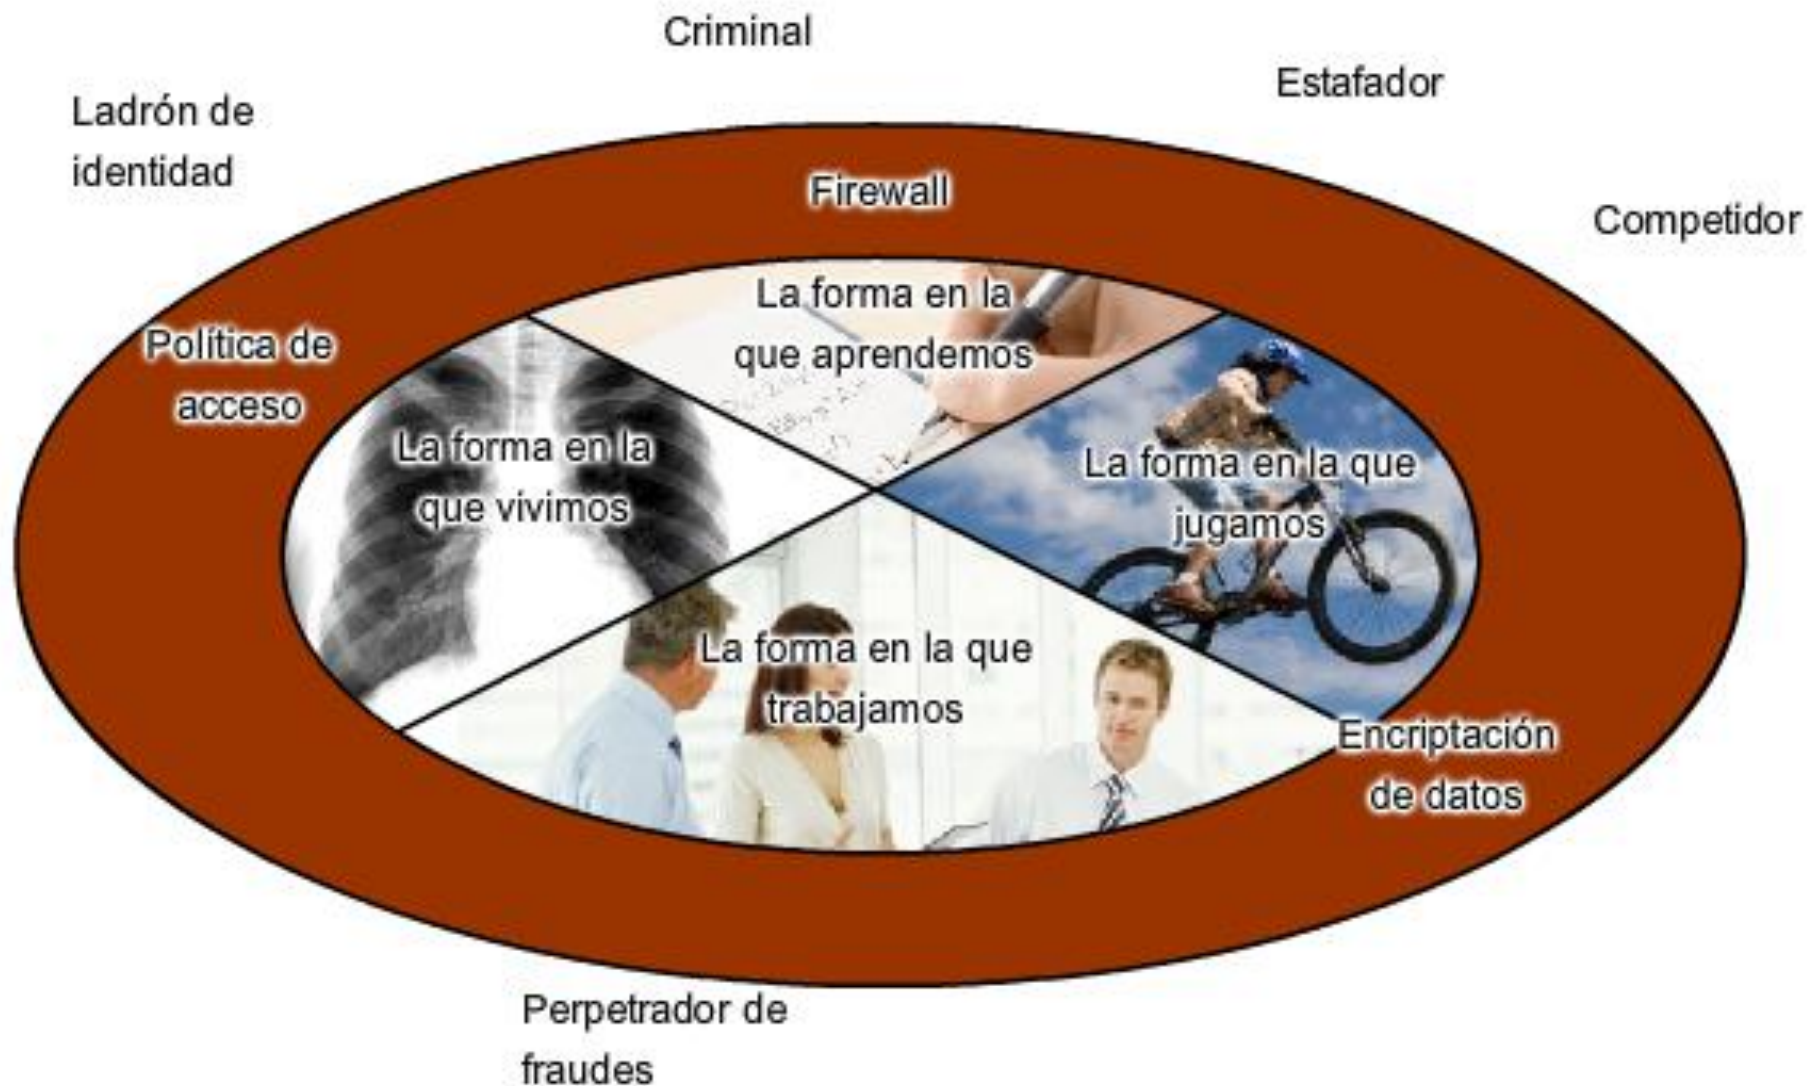 Criminal
Estafador
Ladrón de
identidad
Firewall
Competidor
La forma en la
que aprendemos
Política de
acceso
La forma en la
que vivimos
La forma en la que
jugamos
La forma en la que
trabajamos
Encriptación
de datos
Perpetrador de
fraudes